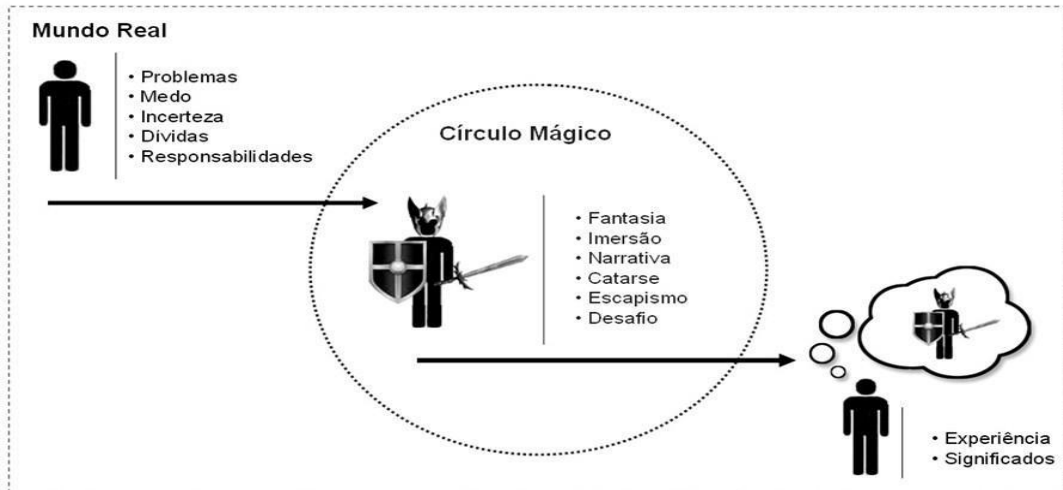 Mundo Real
• Problemas
• Medo
• Incerteza
• Dívidas
• Responsabilidades
Círculo Mágico
• Fantasia
• Imersão
• Narrativa
• Catarse
• Escapismo
• Desafio
• Experiência
• Significados